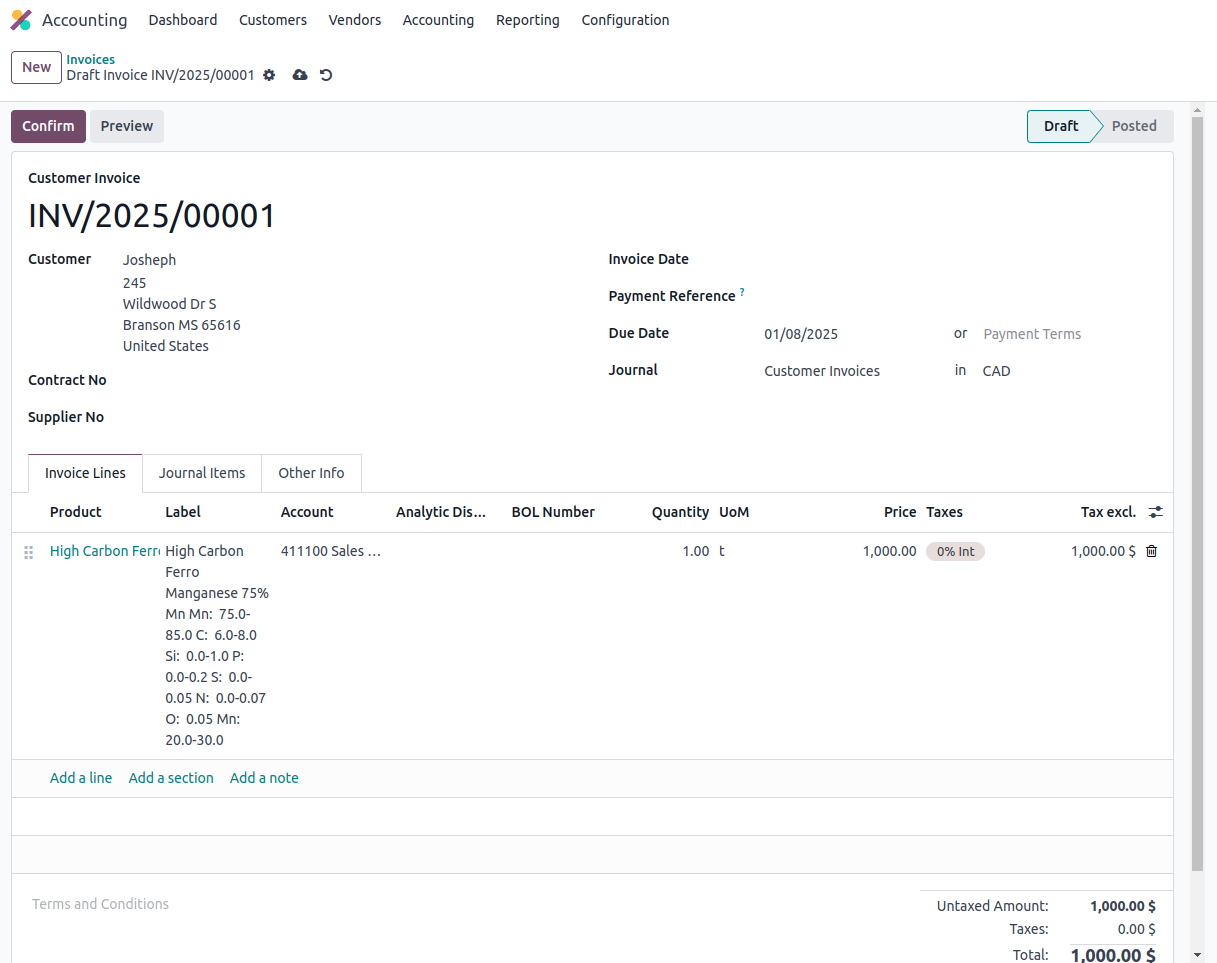 Accounting Dashboard Customers Vendors Accounting Reporting Configuration
New
Invoices
Draft Invoice INV/2025/00001
Confirm Preview Draft Posted
Customer Invoice
INV/2025/00001
Customer Josheph
245
Wildwood Dr S
Branson MS 65616
United States
Contract No
Supplier No
Invoice Date
Payment Reference ?
Due Date 01/08/2025 or Payment Terms
Journal Customer Invoices in CAD
Invoice Lines Journal Items Other Info
Product Label Account Analytic Dis... BOL Number Quantity UoM Price Taxes Tax excl.
High Carbon Ferro High Carbon 411100 Sales ... 1.00 t 1,000.00 0% Int 1,000.00 $
Ferro
Manganese 75%
Mn Mn: 75.0-
85.0 C: 6.0-8.0
Si: 0.0-1.0 P:
0.0-0.2 S: 0.0-
0.05 N: 0.0-0.07
O: 0.05 Mn:
20.0-30.0
Add a line Add a section Add a note
Terms and Conditions
Untaxed Amount: 1,000.00 $
Taxes: 0.00 $
Total: 1,000.00 $